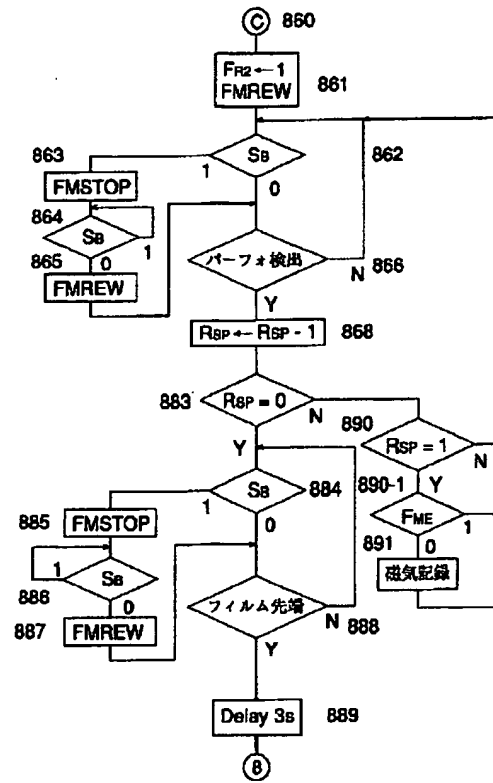 C 860
FR2 ← 1
FMREW
861
863
SB
862
1
0
FMSTOP
864
SB
1
0
865
FMREW
パーフォ検出
N
866
Y
RSP ← RSP - 1
868
883
RSP = 0
N
890
Y
RSP = 1
N
SB
884
890-1
Y
1
0
885
FMSTOP
FME
1
0
891
磁気記録
1
SB
886
0
887
FMREW
フィルム先端
N
888
Y
Delay 3s
889
8